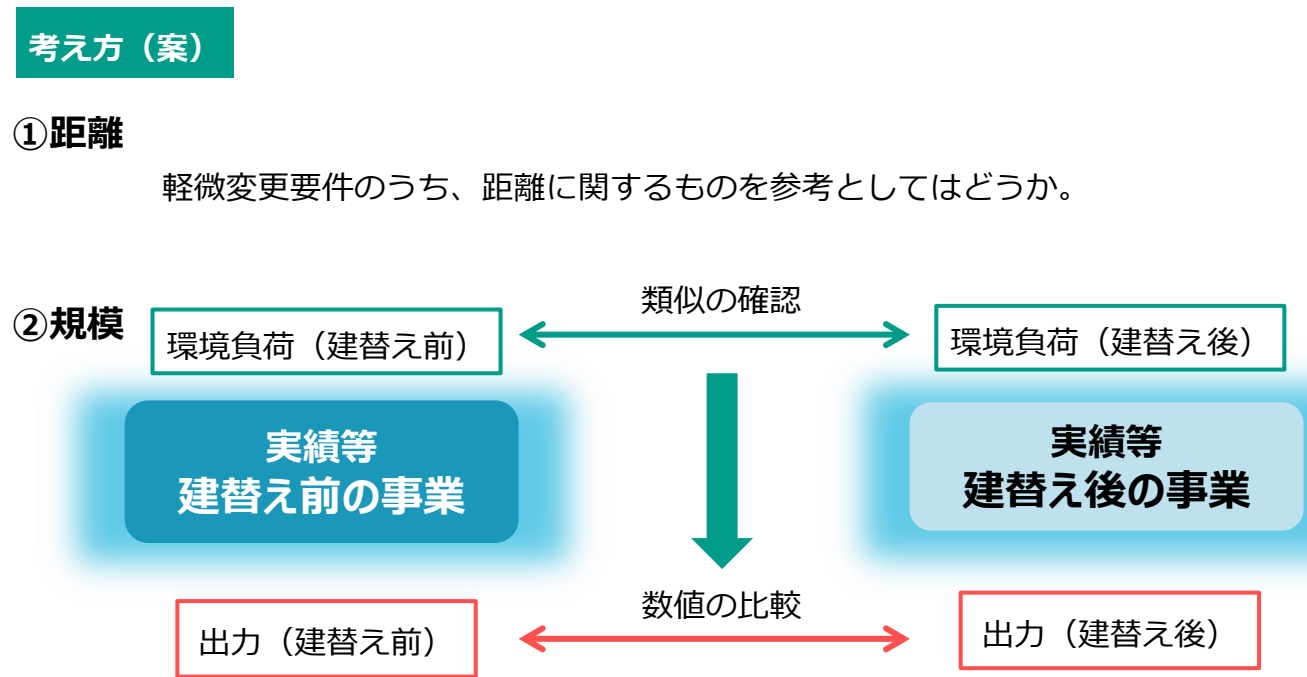 考え方（案）
①距離
軽微変更要件のうち、距離に関するものを参考としてはどうか。
②規模
類似の確認
環境負荷（建替え前）
環境負荷（建替え後）
実績等
建替え前の事業
実績等
建替え後の事業
数値の比較
出力（建替え前）
出力（建替え後）